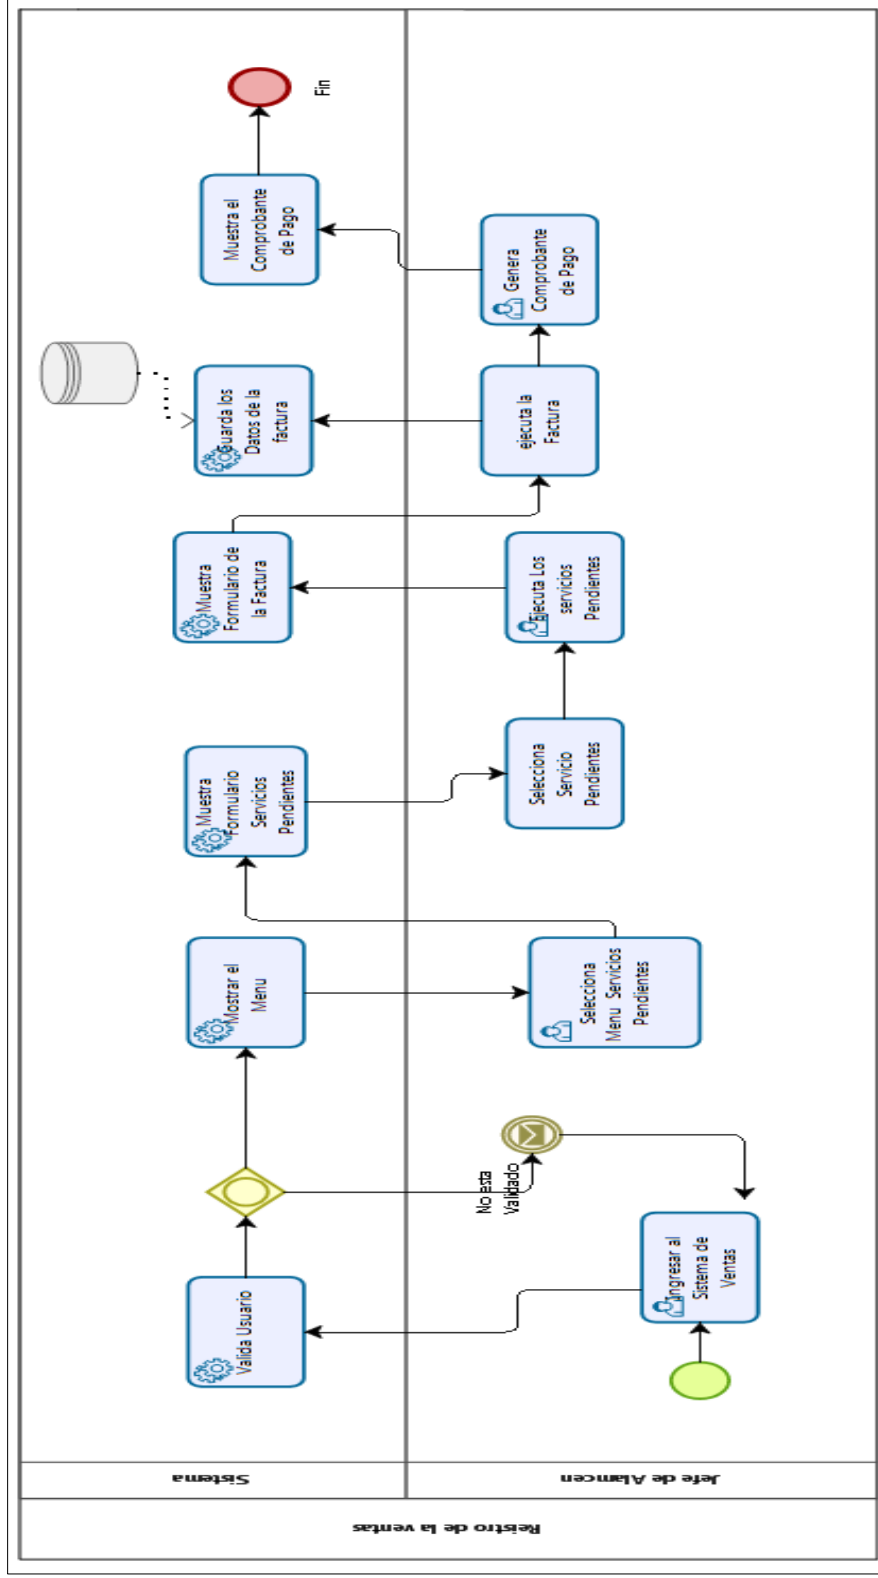 Reistro de la ventas
Sistema
Jefe de Alamcen
Ingresar al
Sistema de
Ventas
Valida Usuario
No esta
Validado
Mostrar el
Menu
Selecciona
Menu Servicios
Pendientes
Muestra
Formulario
Servicios
Pendientes
Selecciona
Servicio
Pendientes
Ejecuta Los
servicios
Pendientes
Muestra
Formulario de
la Factura
ejecuta la
Factura
Guarda los
Datos de la
factura
Genera
Comprobante
de Pago
Muestra el
Comprobante
de Pago
Fin